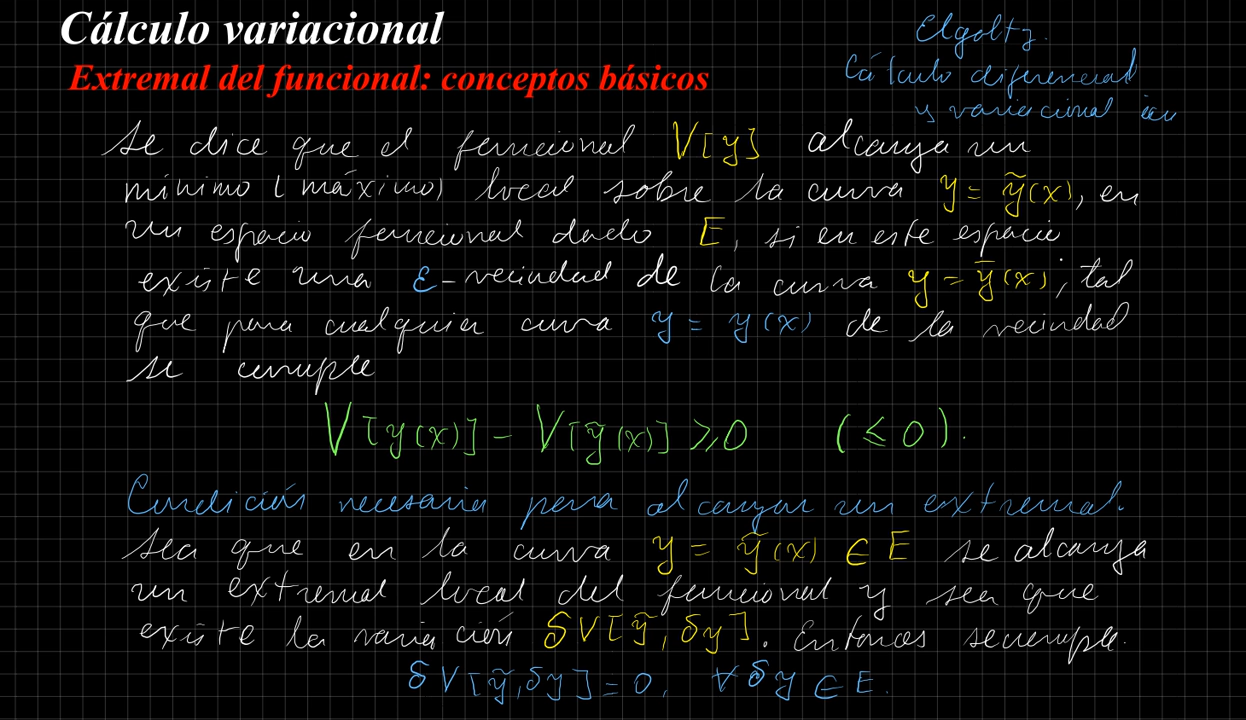 Cálculo variacional
Extremal del funcional: conceptos básicos
Elgoltz.
Cálculo diferencial
y variacional
Se dice que el funcional V[y] alcanza un
mínimo (máximo) local sobre la curva y = ỹ(x), en
un espacio funcional dado E, si en este espacio
existe una ε-vecindad de la curva y = ỹ(x); tal
que para cualquier curva y = y(x) de la vecindad
se cumple
V[y(x)] - V[ỹ(x)] ⩾ 0 (≤ 0).
Condición necesaria para alcanzar un extremal.
Sea que en la curva y = ỹ(x) ∈ E se alcanza
un extremal local del funcional y sea que
existe la variación δV[ỹ, δy]. Entonces se cumple.
δV[ỹ, δy] = 0, ∀ δy ∈ E.